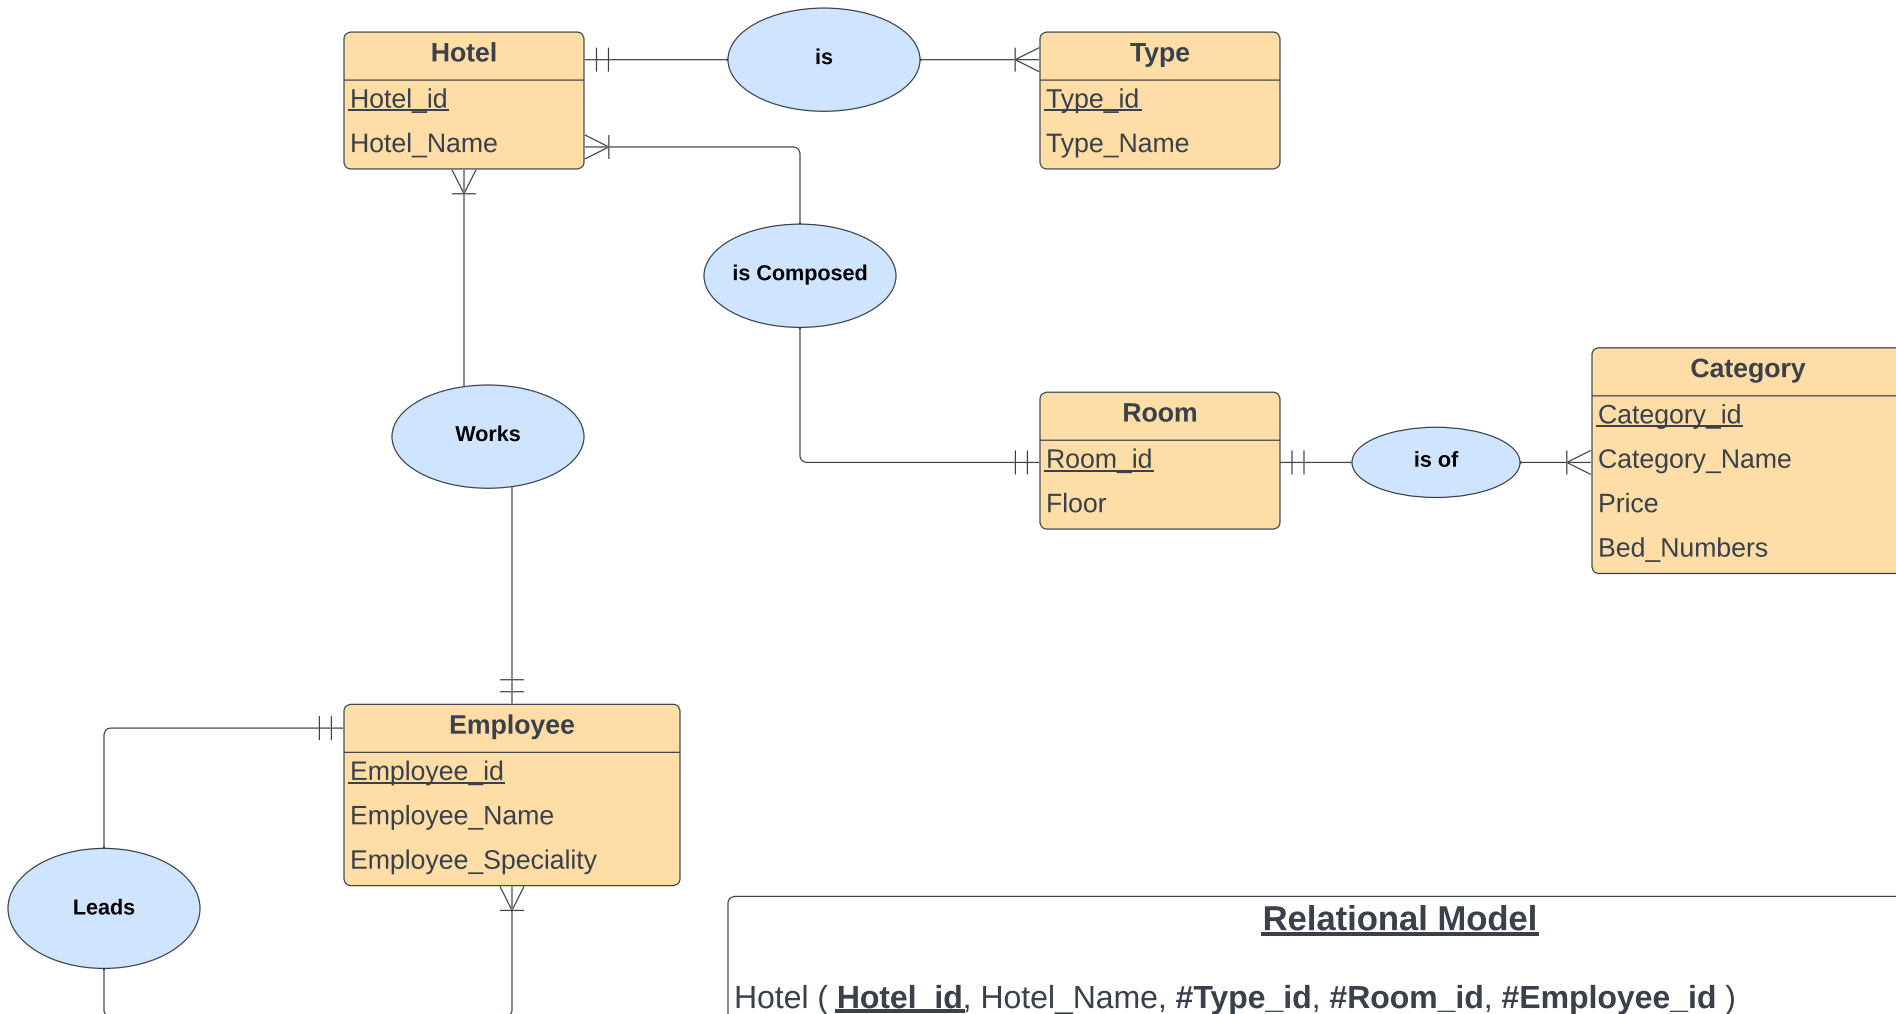 Hotel
Hotel_id
Hotel_Name
is
Type
Type_id
Type_Name
is Composed
Works
Room
Room_id
Floor
is of
Category
Category_id
Category_Name
Price
Bed_Numbers
Employee
Employee_id
Employee_Name
Employee_Speciality
Leads
Relational Model
Hotel ( Hotel_id, Hotel_Name, #Type_id, #Room_id, #Employee_id )